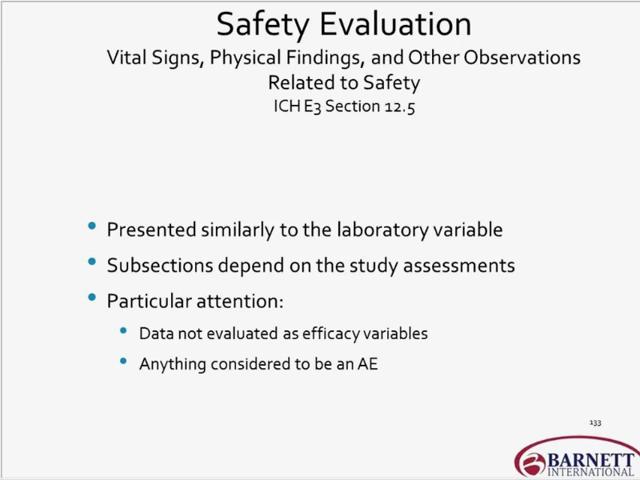 Safety Evaluation
Vital Signs, Physical Findings, and Other Observations
Related to Safety
ICH E3 Section 12.5
• Presented similarly to the laboratory variable
• Subsections depend on the study assessments
• Particular attention:
• Data not evaluated as efficacy variables
• Anything considered to be an AE
133
BARNETT
INTERNATIONAL